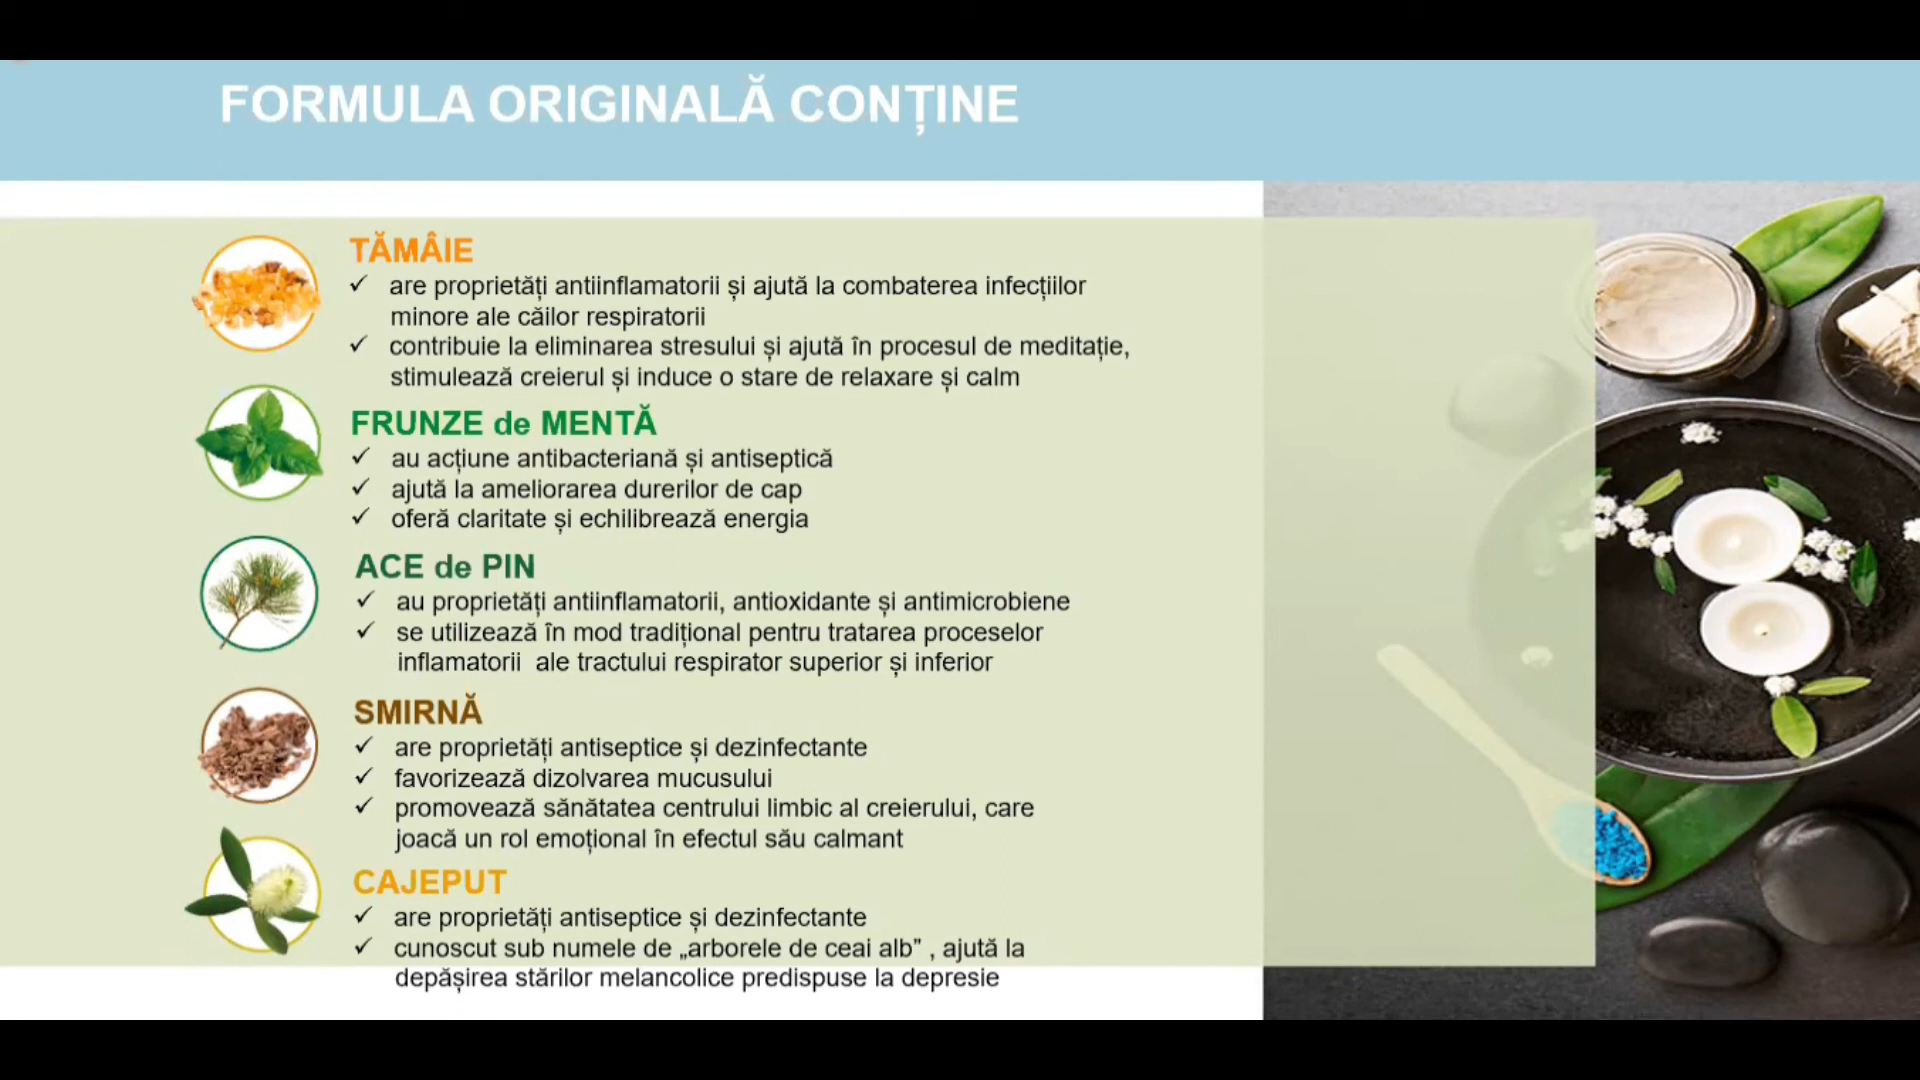 FORMULA ORIGINALĂ CONȚINE
TĂMÂIE
✓ are proprietăți antiinflamatorii și ajută la combaterea infecțiilor
minore ale căilor respiratorii
✓ contribuie la eliminarea stresului și ajută în procesul de meditație,
stimulează creierul și induce o stare de relaxare și calm
FRUNZE de MENTĂ
✓ au acțiune antibacteriană și antiseptică
✓ ajută la ameliorarea durerilor de cap
✓ oferă claritate și echilibrează energia
ACE de PIN
✓ au proprietăți antiinflamatorii, antioxidante și antimicrobiene
✓ se utilizează în mod tradițional pentru tratarea proceselor
inflamatorii ale tractului respirator superior și inferior
SMIRNĂ
✓ are proprietăți antiseptice și dezinfectante
✓ favorizează dizolvarea mucusului
✓ promovează sănătatea centrului limbic al creierului, care
joacă un rol emoțional în efectul său calmant
CAJEPUT
✓ are proprietăți antiseptice și dezinfectante
✓ cunoscut sub numele de „arborele de ceai alb” , ajută la
depășirea stărilor melancolice predispuse la depresie